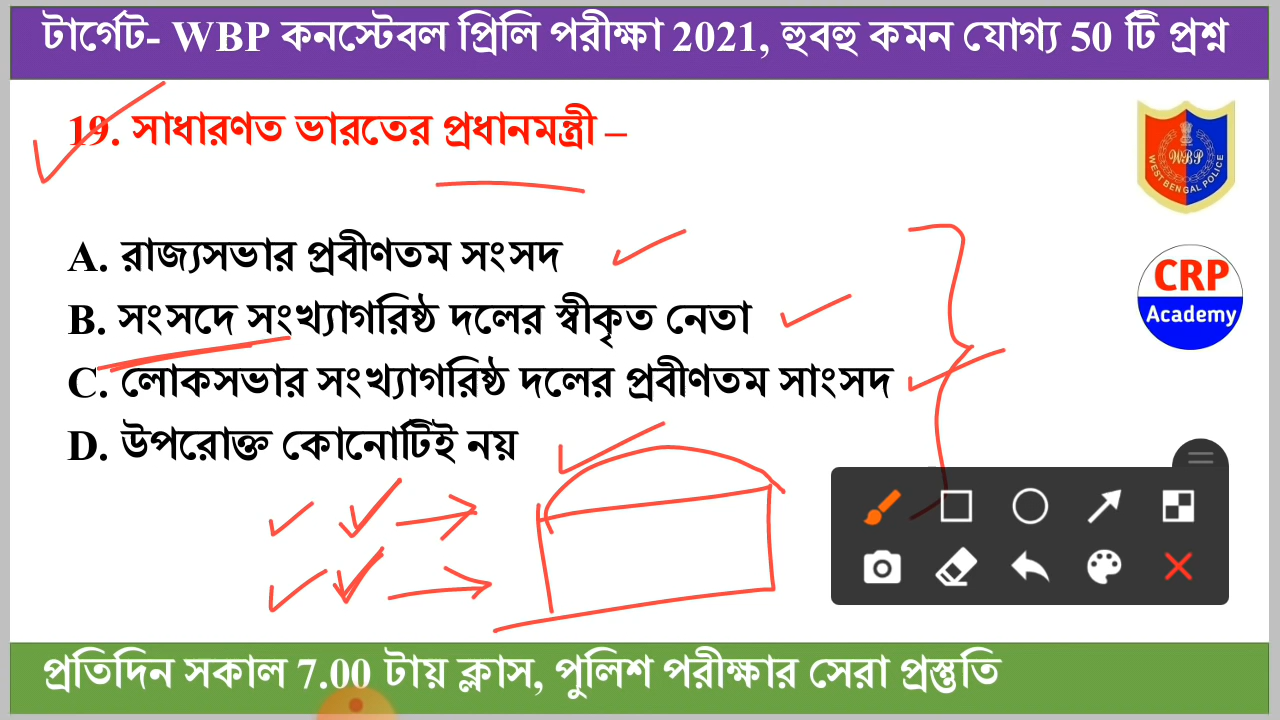 টার্গেট- WBP কনস্টেবল প্রিলি পরীক্ষা 2021, হুবহু কমন যোগ্য 50 টি প্রশ্ন
19. সাধারণত ভারতের প্রধানমন্ত্রী –
A. রাজ্যসভার প্রবীণতম সংসদ
B. সংসদে সংখ্যাগরিষ্ঠ দলের স্বীকৃত নেতা
C. লোকসভার সংখ্যাগরিষ্ঠ দলের প্রবীণতম সাংসদ
D. উপরোক্ত কোনোটিই নয়
WBP
WEST BENGAL POLICE
CRP
Academy
প্রতিদিন সকাল 7.00 টায় ক্লাস, পুলিশ পরীক্ষার সেরা প্রস্তুতি